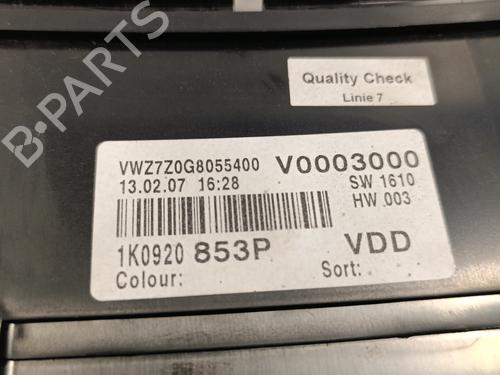 Quality Check
Linie 7
VWZ7Z0G8055400 V0003000
13.02.07 16:28 SW 1610
HW 003
1K0920 853P VDD
Colour: Sort:
B-PARTS